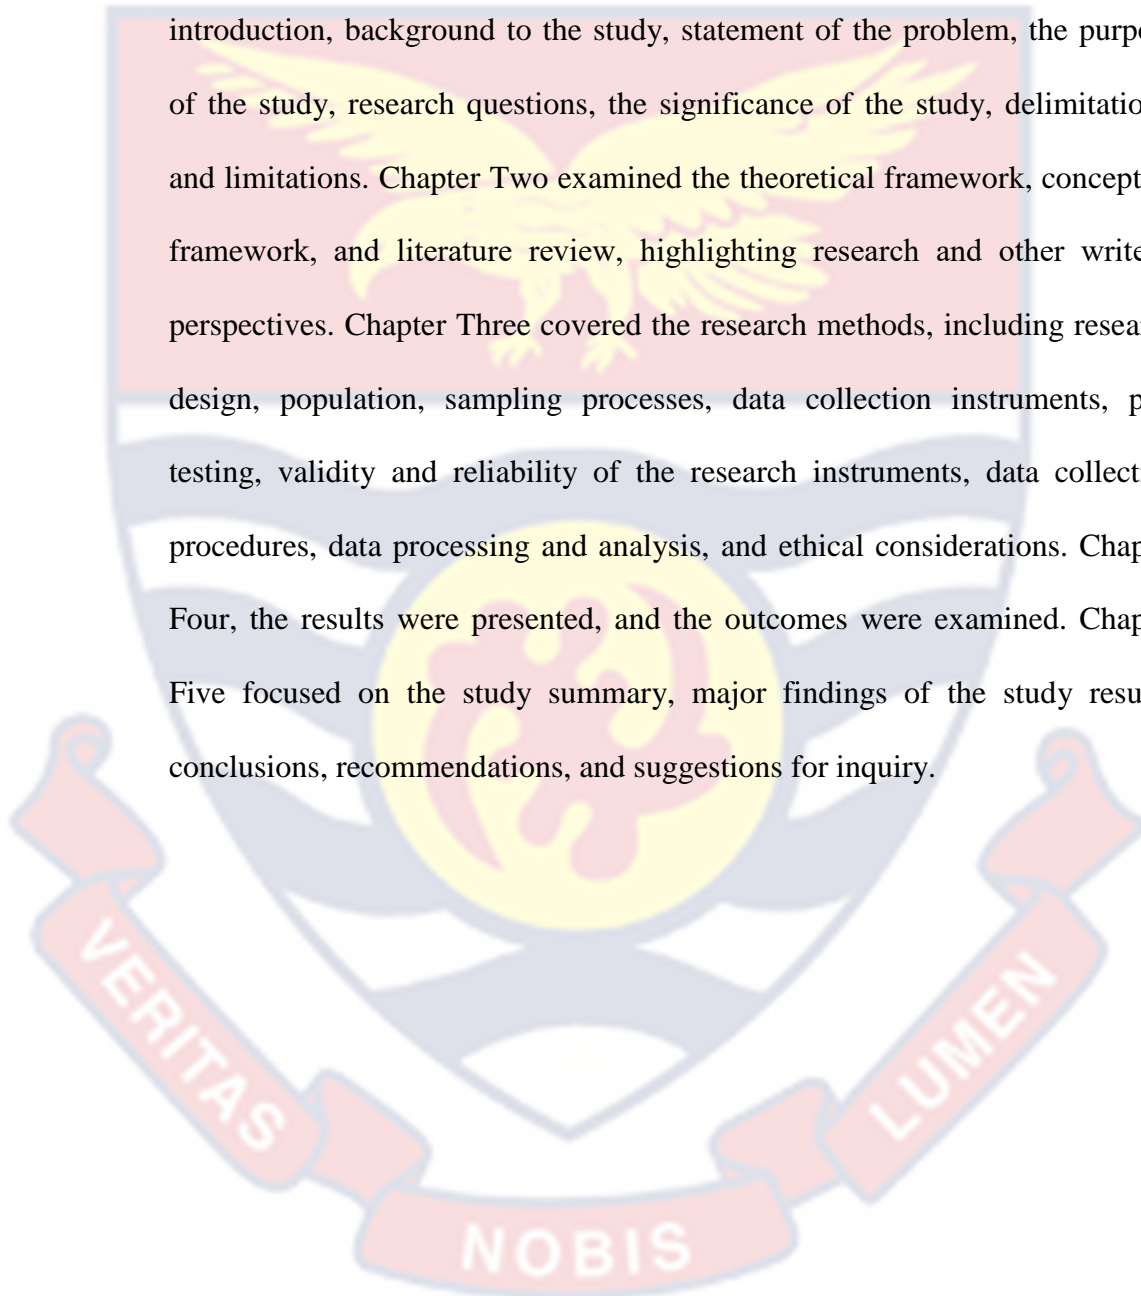 introduction, background to the study, statement of the problem, the purpo
of the study, research questions, the significance of the study, delimitation
and limitations. Chapter Two examined the theoretical framework, concept
framework, and literature review, highlighting research and other write
perspectives. Chapter Three covered the research methods, including resear
design, population, sampling processes, data collection instruments, p
testing, validity and reliability of the research instruments, data collecti
procedures, data processing and analysis, and ethical considerations. Chap
Four, the results were presented, and the outcomes were examined. Chap
Five focused on the study summary, major findings of the study resu
conclusions, recommendations, and suggestions for inquiry.
VERITAS
NOBIS
LUMEN